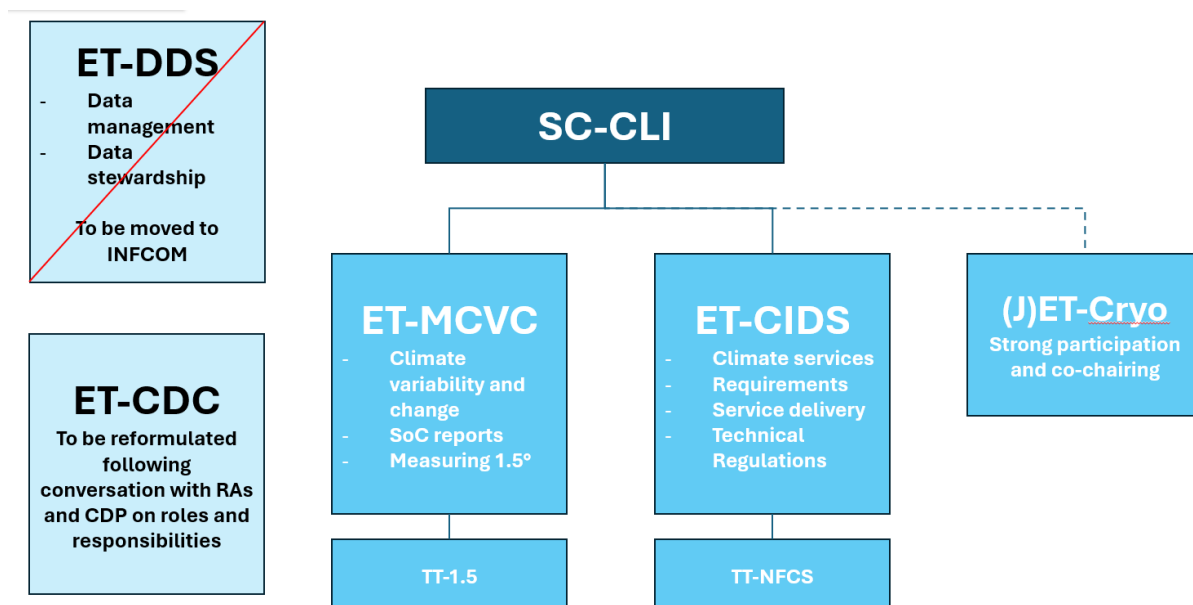 ET-DDS
- Data
management
- Data
stewardship
To be moved to
INFCOM
ET-CDC
To be reformulated
following
conversation with RAs
and CDP on roles and
responsibilities
SC-CLI
ET-MCVC
- Climate
variability and
change
- SoC reports
- Measuring 1.5°
TT-1.5
ET-CIDS
- Climate services
- Requirements
- Service delivery
- Technical
Regulations
TT-NFCS
(J)ET-Cryo
Strong participation
and co-chairing